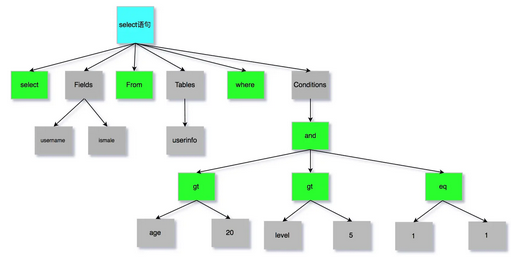 select语句
select Fields From Tables where Conditions
username ismale userinfo and
gt gt eq
age 20 level 5 1 1